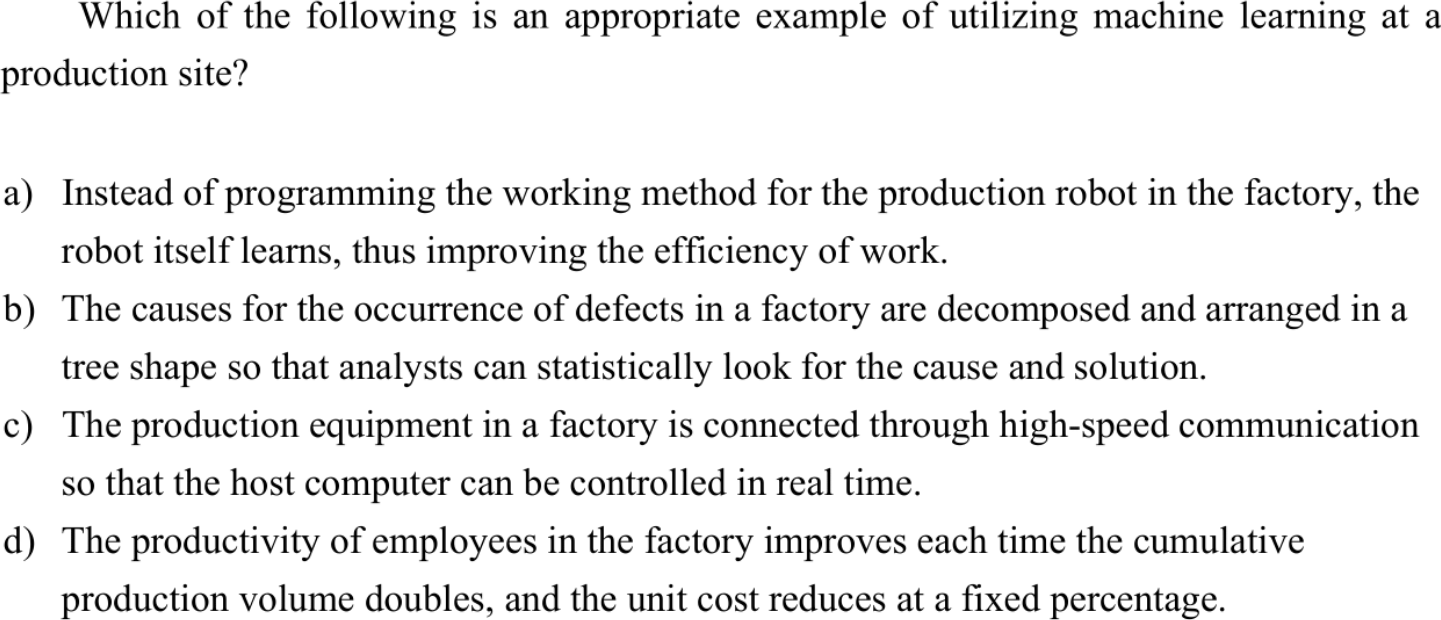 Which of the following is an appropriate example of utilizing machine learning at a
production site?
a) Instead of programming the working method for the production robot in the factory, the
robot itself learns, thus improving the efficiency of work.
b) The causes for the occurrence of defects in a factory are decomposed and arranged in a
tree shape so that analysts can statistically look for the cause and solution.
c) The production equipment in a factory is connected through high-speed communication
so that the host computer can be controlled in real time.
d) The productivity of employees in the factory improves each time the cumulative
production volume doubles, and the unit cost reduces at a fixed percentage.